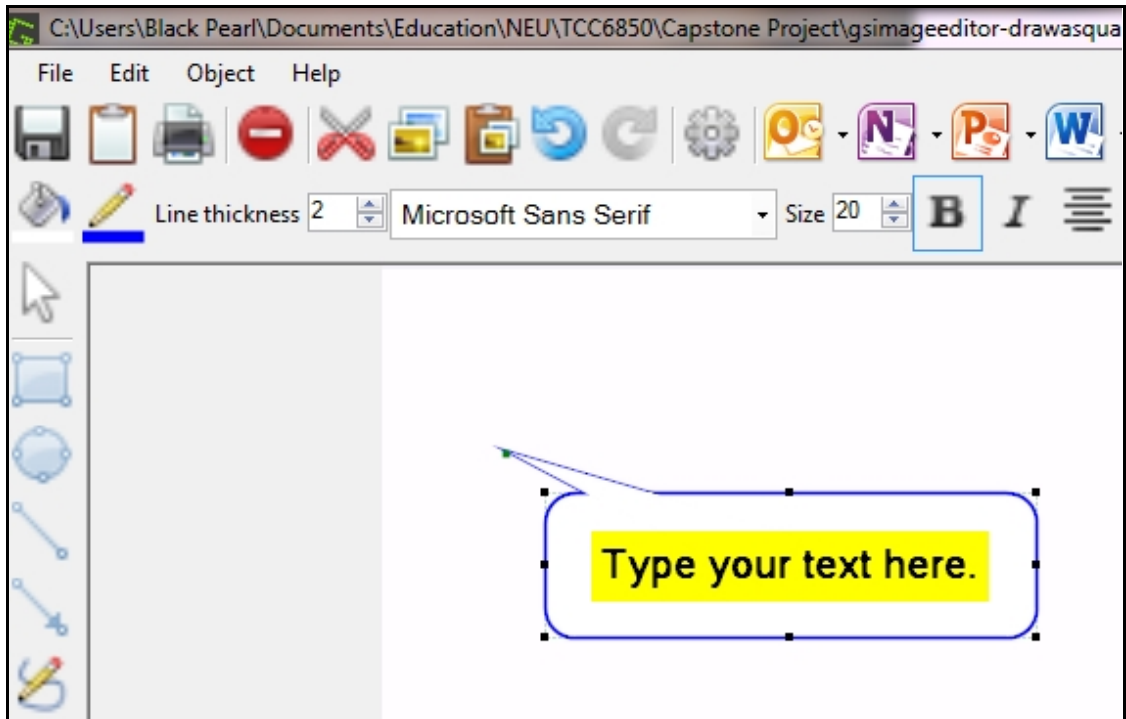 C:\Users\Black Pearl\Documents\Education\NEU\TCC6850\Capstone Project\gsimageeditor-drawasqua
File Edit Object Help
O N P W
Line thickness 2 Microsoft Sans Serif Size 20 B I
Type your text here.